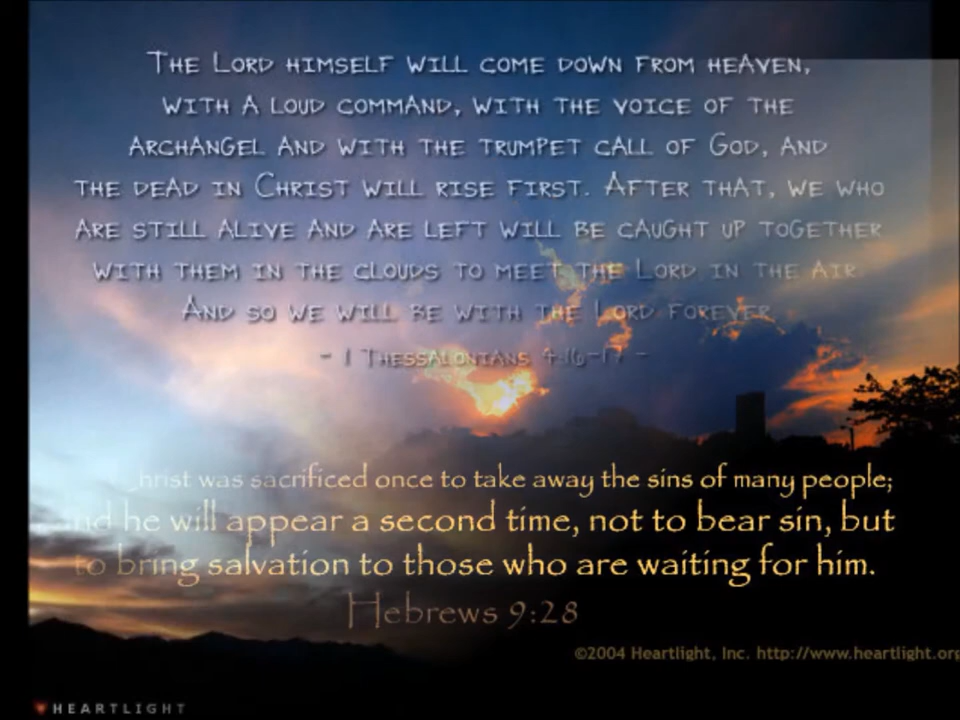 The Lord himself will come down from heaven,
with a loud command, with the voice of the
archangel and with the trumpet call of God, and
the dead in Christ will rise first. After that, we who
are still alive and are left will be caught up together
with them in the clouds to meet the Lord in the air.
And so we will be with the Lord forever.
- 1 Thessalonians 4:16-17 -
was sacrificed once to take away the sins of many people;
he will appear a second time, not to bear sin, but
to bring salvation to those who are waiting for him.
Hebrews 9:28
©2004 Heartlight, Inc. http://www.heartlight.org
HEARTLIGHT